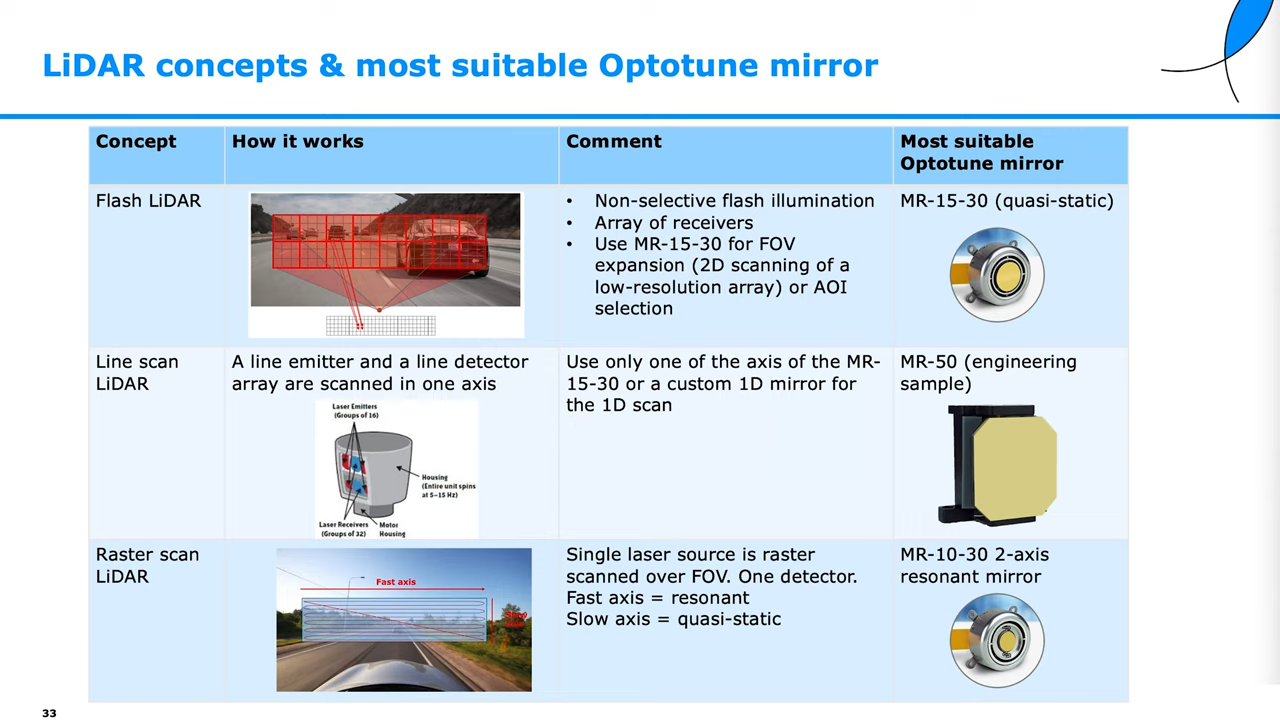 LiDAR concepts & most suitable Optotune mirror
Concept
How it works
Comment
Most suitable
Optotune mirror
Flash LiDAR
• Non-selective flash illumination
• Array of receivers
• Use MR-15-30 for FOV
expansion (2D scanning of a
low-resolution array) or AOI
selection
MR-15-30 (quasi-static)
Line scan
LiDAR
A line emitter and a line detector
array are scanned in one axis
Laser Emitters
(Groups of 16)
Housing
(Entire unit spins
at 5–15 Hz)
Laser Receivers
(Groups of 32)
Motor
Housing
Use only one of the axis of the MR-
15-30 or a custom 1D mirror for
the 1D scan
MR-50 (engineering
sample)
Raster scan
LiDAR
Fast axis
Slow
Single laser source is raster
scanned over FOV. One detector.
Fast axis = resonant
Slow axis = quasi-static
MR-10-30 2-axis
resonant mirror
33